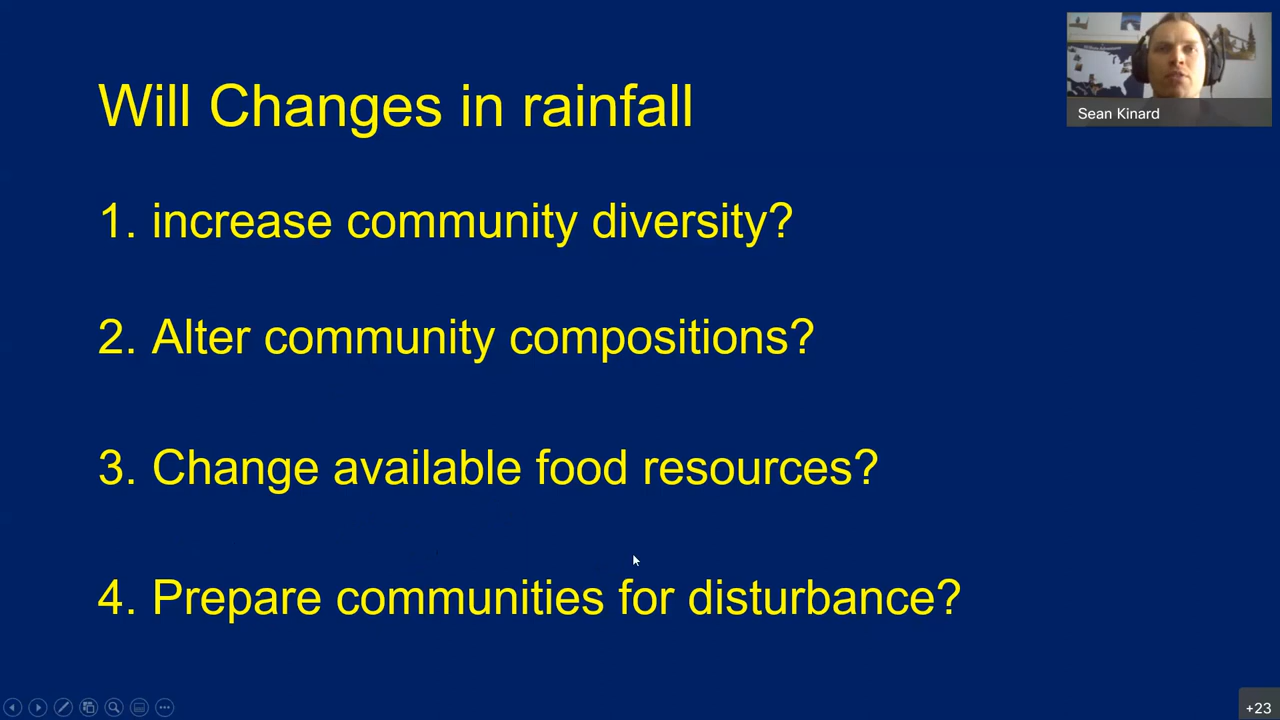 Will Changes in rainfall
Sean Kinard
1. increase community diversity?
2. Alter community compositions?
3. Change available food resources?
4. Prepare communities for disturbance?
+23